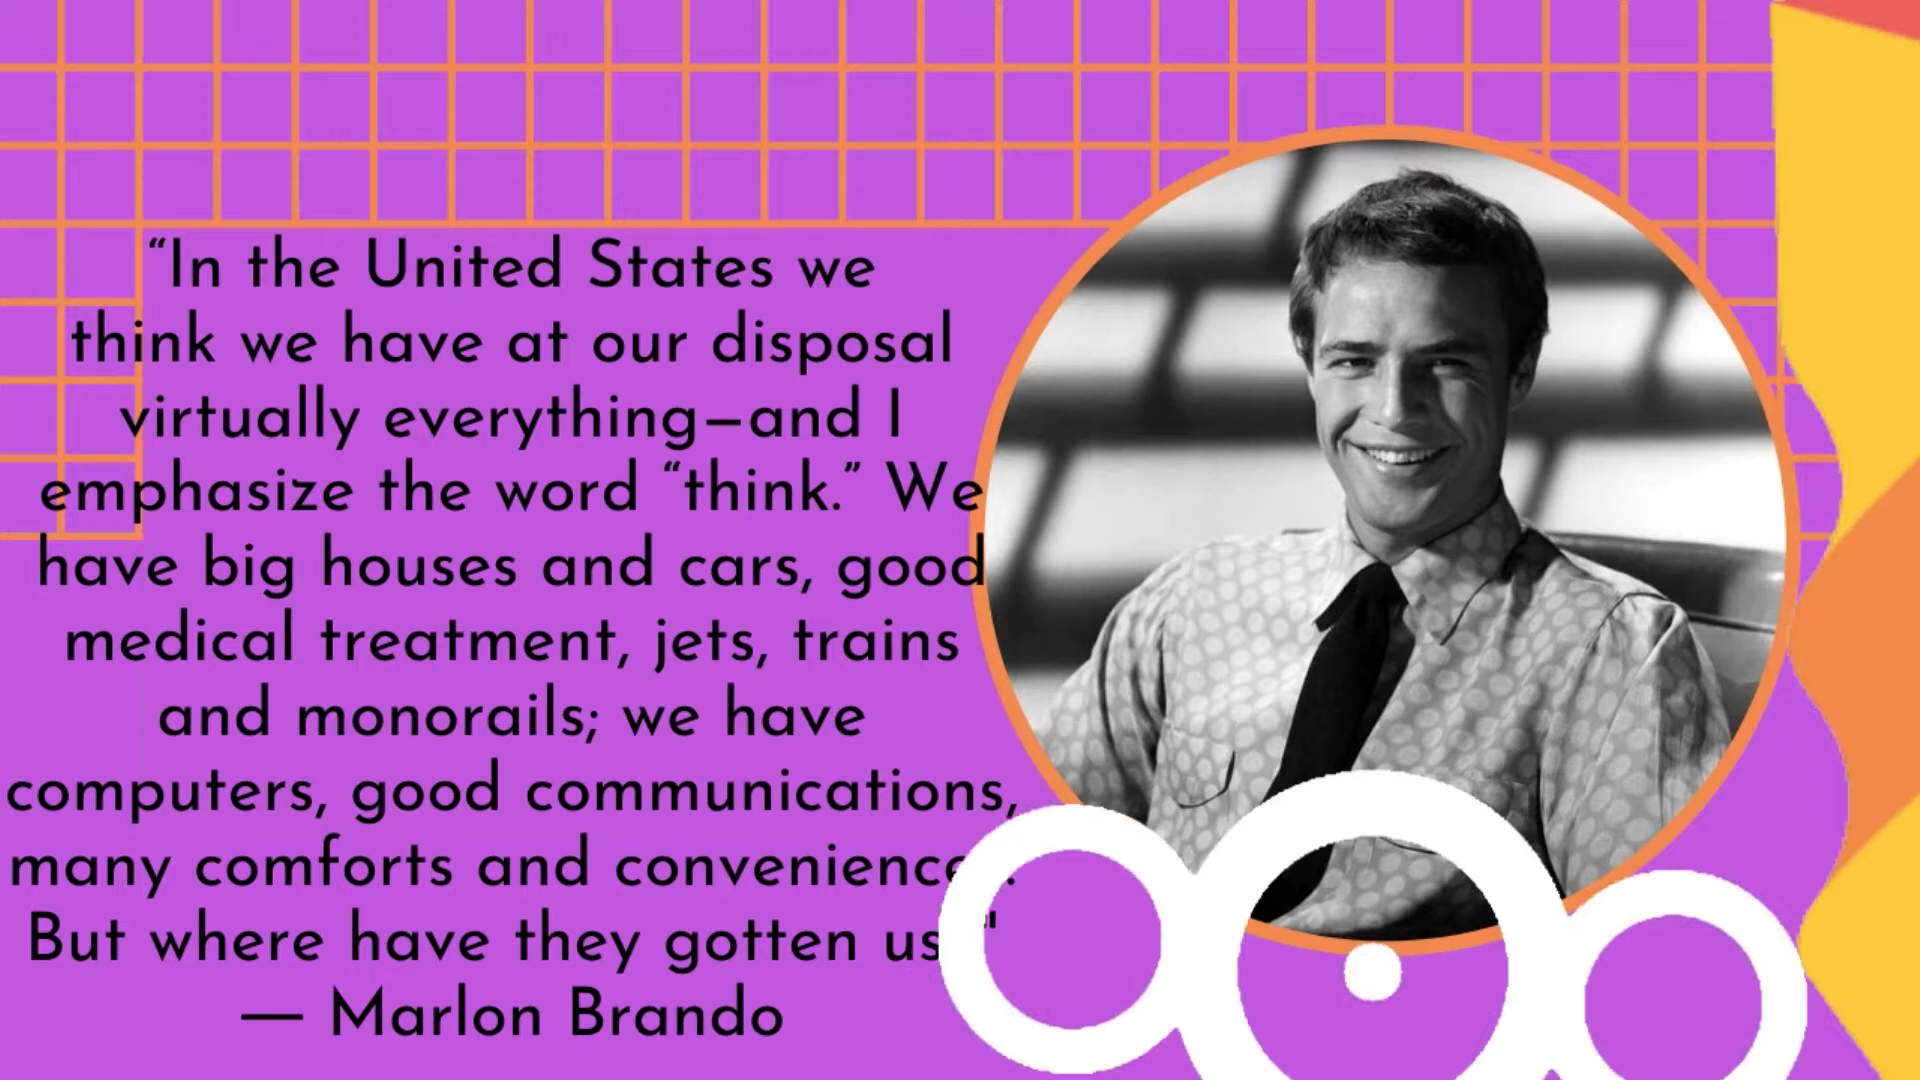 “In the United States we
think we have at our disposal
virtually everything—and I
emphasize the word “think.” We
have big houses and cars, good
medical treatment, jets, trains
and monorails; we have
computers, good communications,
many comforts and
But where have they gotten us
— Marlon Brando